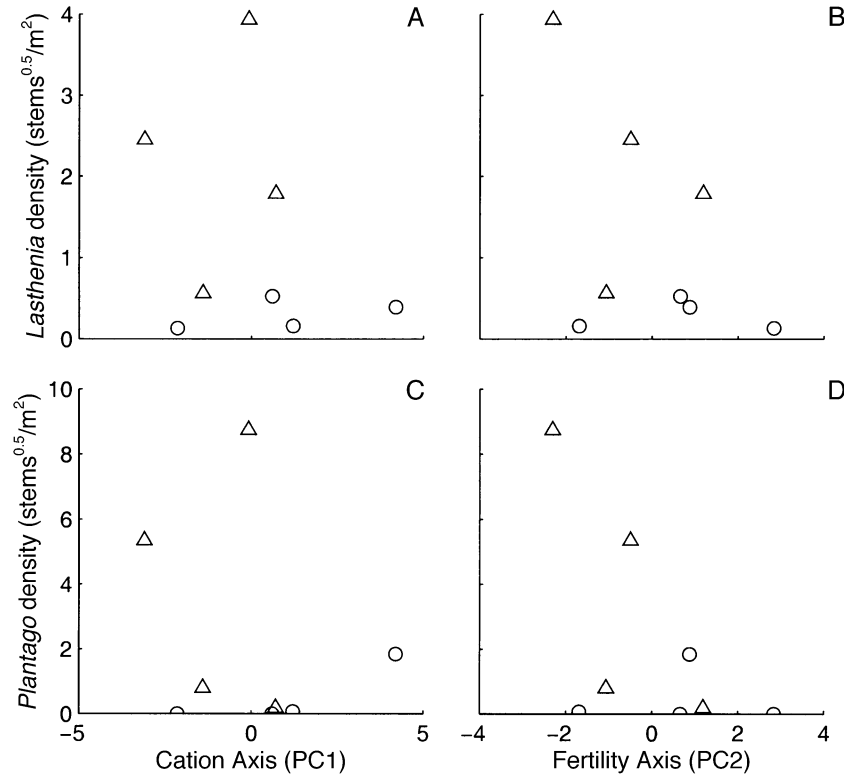 A
B
4
3
2
1
0
Lasthenia density (stems^0.5/m^2)
C
D
10
8
6
4
2
0
Plantago density (stems^0.5/m^2)
−5 0 5
−4 −2 0 2 4
Cation Axis (PC1)
Fertility Axis (PC2)